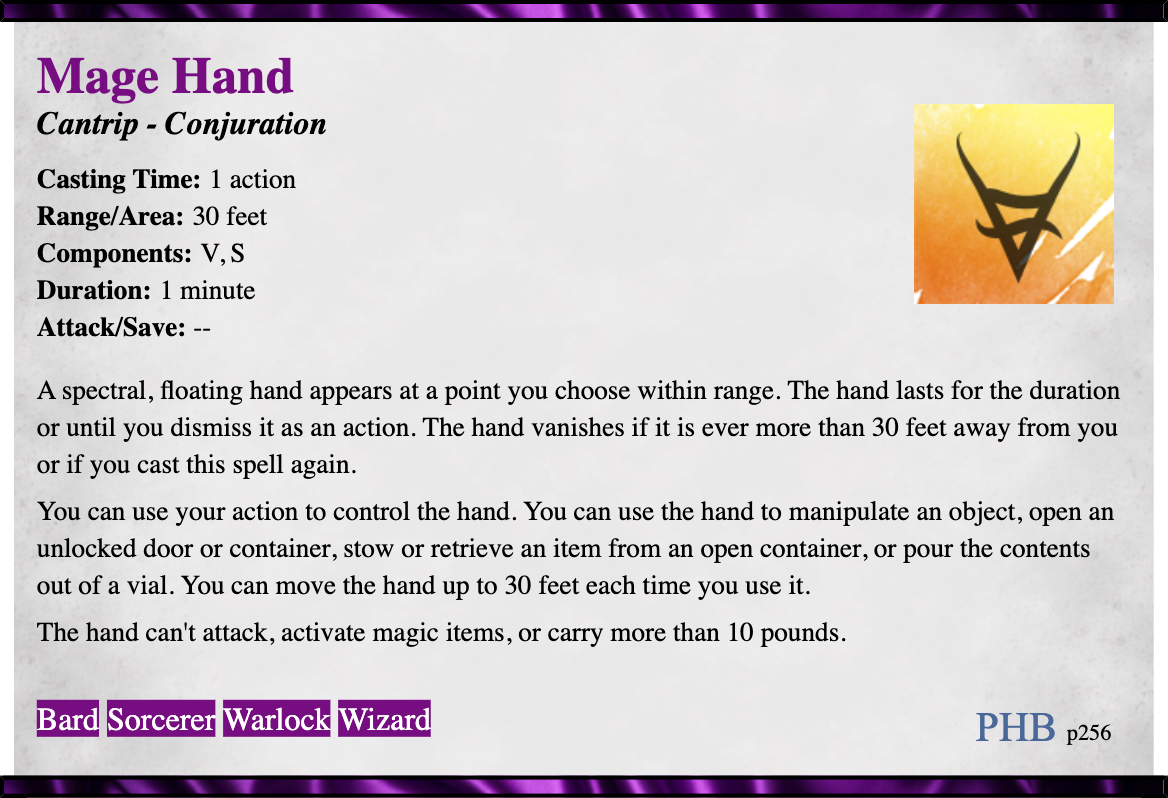 Mage Hand
Cantrip - Conjuration
Casting Time: 1 action
Range/Area: 30 feet
Components: V, S
Duration: 1 minute
Attack/Save: --
A spectral, floating hand appears at a point you choose within range. The hand lasts for the duration
or until you dismiss it as an action. The hand vanishes if it is ever more than 30 feet away from you
or if you cast this spell again.
You can use your action to control the hand. You can use the hand to manipulate an object, open an
unlocked door or container, stow or retrieve an item from an open container, or pour the contents
out of a vial. You can move the hand up to 30 feet each time you use it.
The hand can't attack, activate magic items, or carry more than 10 pounds.
Bard Sorcerer Warlock Wizard
PHB p256